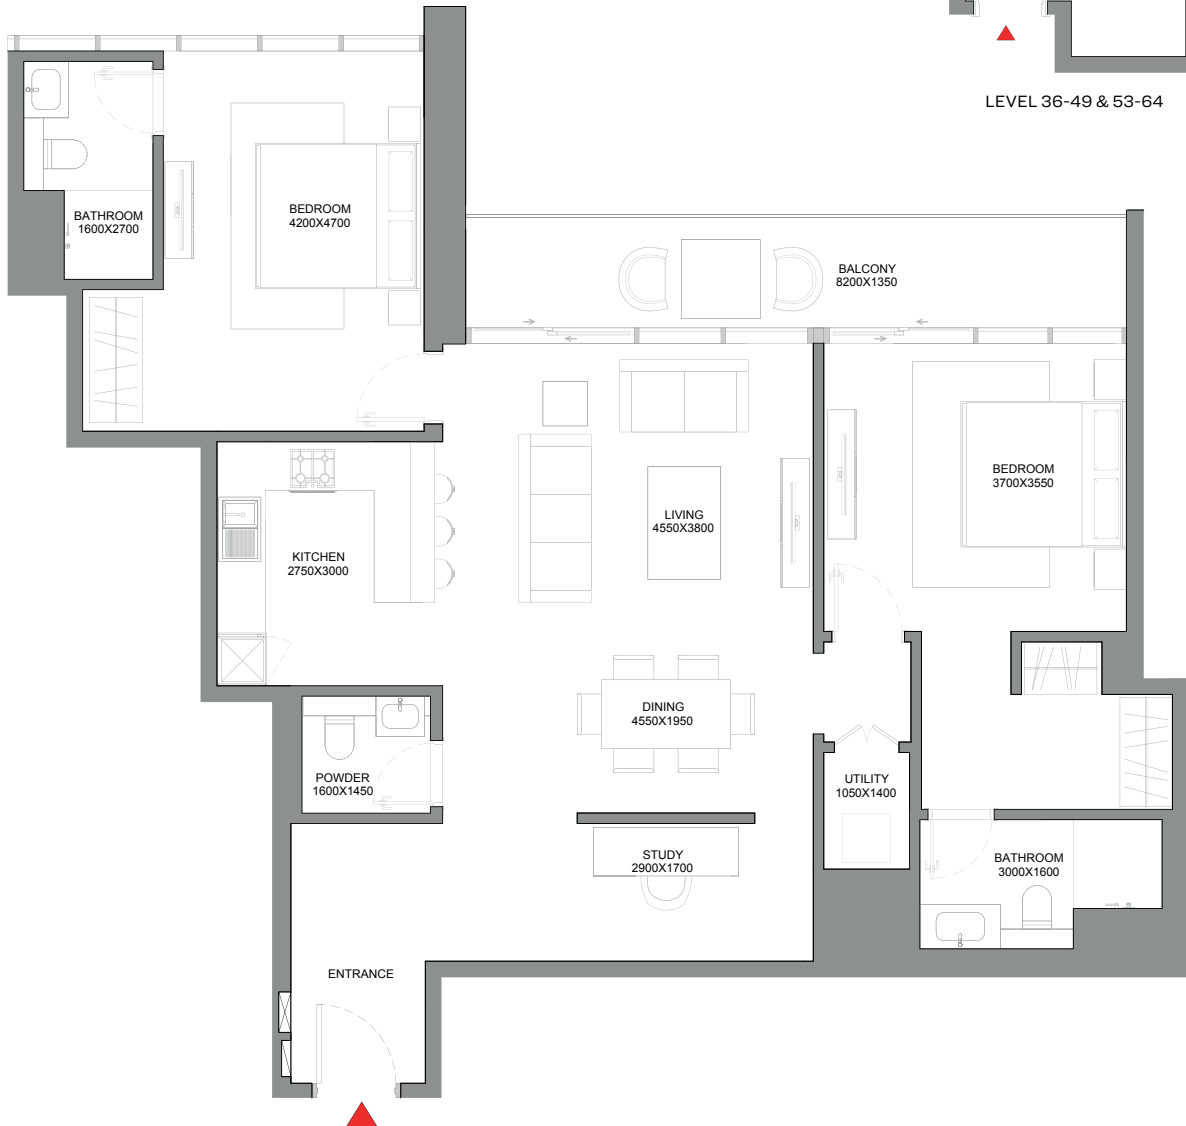 LEVEL 36-49 & 53-64
BATHROOM
1600X2700
BEDROOM
4200X4700
BALCONY
8200X1350
BEDROOM
3700X3550
LIVING
4550X3800
KITCHEN
2750X3000
DINING
4550X1950
POWDER
1600X1450
UTILITY
1050X1400
STUDY
2900X1700
BATHROOM
3000X1600
ENTRANCE